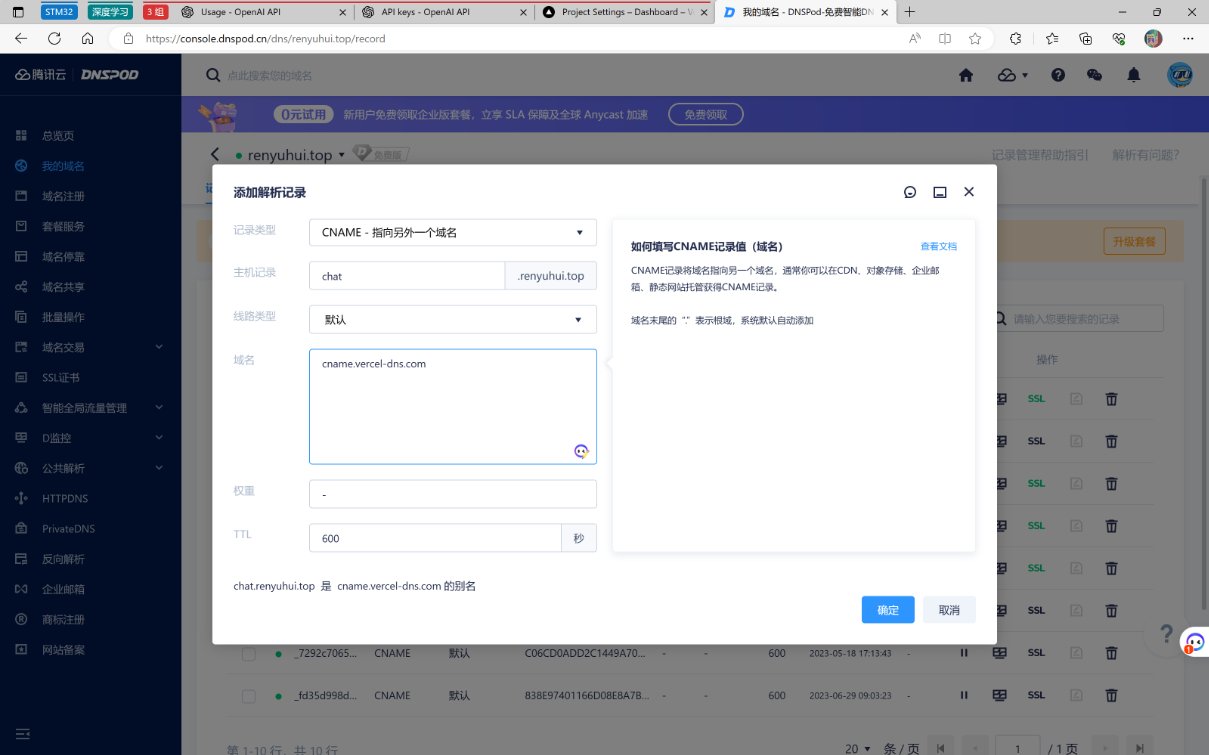 STM32
深度学习
3 组
Usage - OpenAI API
API keys - OpenAI API
Project Settings – Dashboard – V
我的域名 - DNSPod-免费智能DN
https://console.dnspod.cn/dns/renyuhui.top/record
腾讯云 DNSPOD
点此搜索您的域名
0元试用
新用户免费领取企业版套餐，立享 SLA 保障及全球 Anycast 加速
免费领取
总览页
我的域名
域名注册
套餐服务
域名停靠
域名共享
批量操作
域名交易
SSL证书
智能全局流量管理
D监控
公共解析
HTTPDNS
PrivateDNS
反向解析
企业邮箱
商标注册
网站备案
renyuhui.top
免费版
记录管理帮助指引
解析有问题?
升级套餐
请输入您要搜索的记录
操作
添加解析记录
记录类型
CNAME - 指向另外一个域名
主机记录
chat
.renyuhui.top
线路类型
默认
域名
cname.vercel-dns.com
权重
-
TTL
600
秒
如何填写CNAME记录值（域名）
查看文档
CNAME记录将域名指向另一个域名，通常你可以在CDN、对象存储、企业邮
箱、静态网站托管获得CNAME记录。
域名末尾的 "." 表示根域，系统默认自动添加
chat.renyuhui.top 是 cname.vercel-dns.com 的别名
确定
取消
SSL
SSL
SSL
SSL
SSL
SSL
_7292c7065... CNAME 默认 C06CD0ADD2C1449A70... - - 600 2023-05-18 17:13:43 - SSL
_fd35d998d... CNAME 默认 838E97401166D08E8A7B... - - 600 2023-06-29 09:03:23 - SSL
第 1-10 行，共 10 行
20 条 / 页
1
/ 1 页
?
1